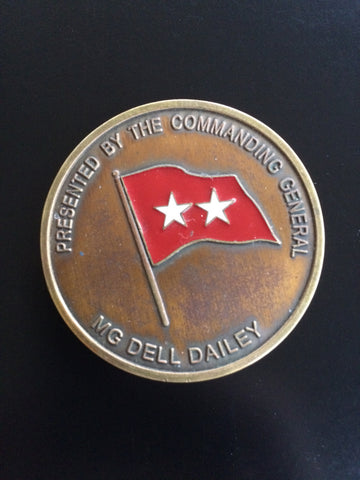 PRESENTED BY THE COMMANDING GENERAL
MG DELL DAILEY